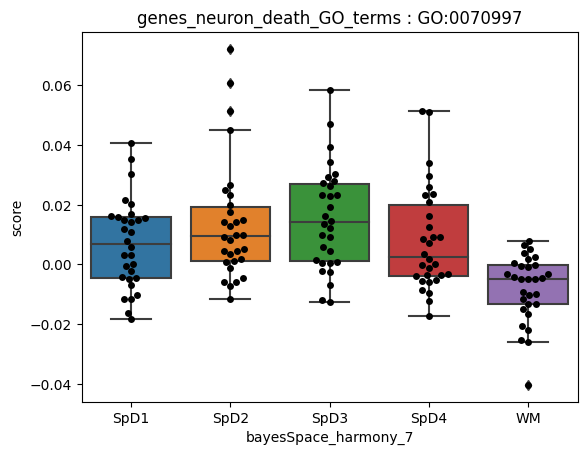 genes_neuron_death_GO_terms : GO:0070997
score
0.06
0.04
0.02
0.00
−0.02
−0.04
SpD1 SpD2 SpD3 SpD4 WM
bayesSpace_harmony_7